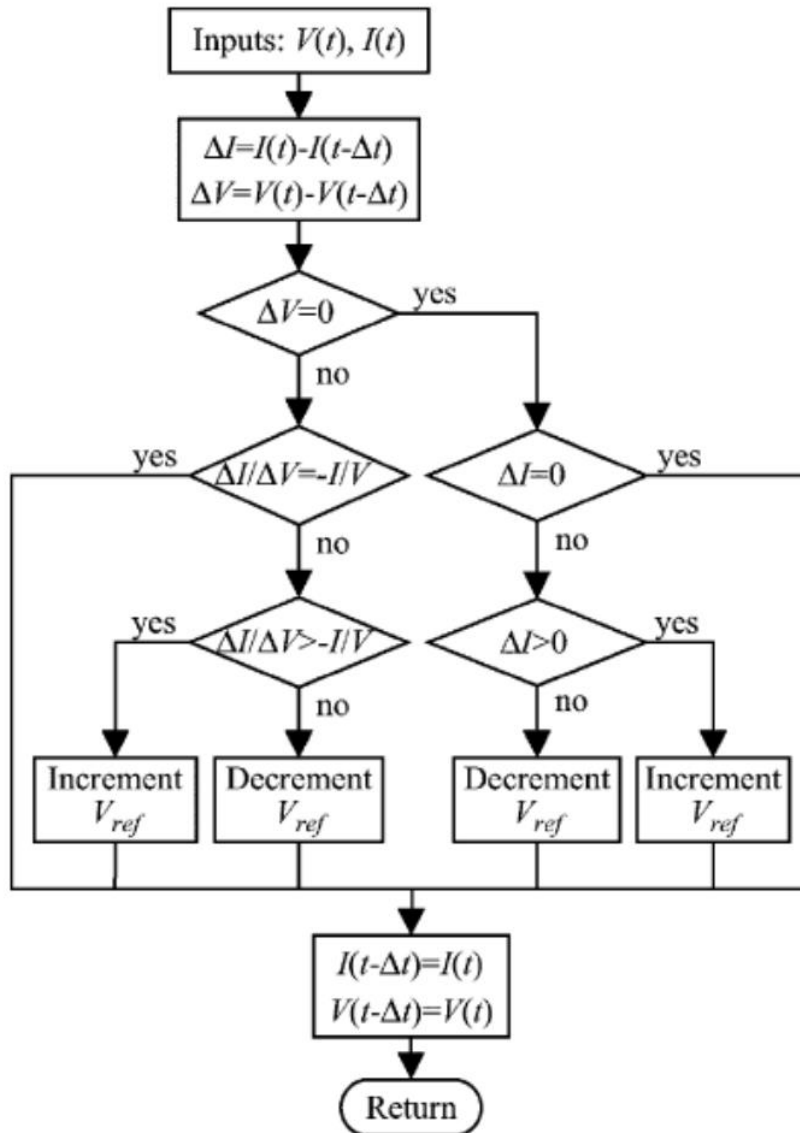 Inputs: V(t), I(t)
ΔI=I(t)-I(t-Δt)
ΔV=V(t)-V(t-Δt)
ΔV=0
yes
no
yes
ΔI/ΔV=-I/V
ΔI=0
yes
no
no
yes
ΔI/ΔV>-I/V
ΔI>0
yes
no
no
Increment
Vref
Decrement
Vref
Decrement
Vref
Increment
Vref
I(t-Δt)=I(t)
V(t-Δt)=V(t)
Return